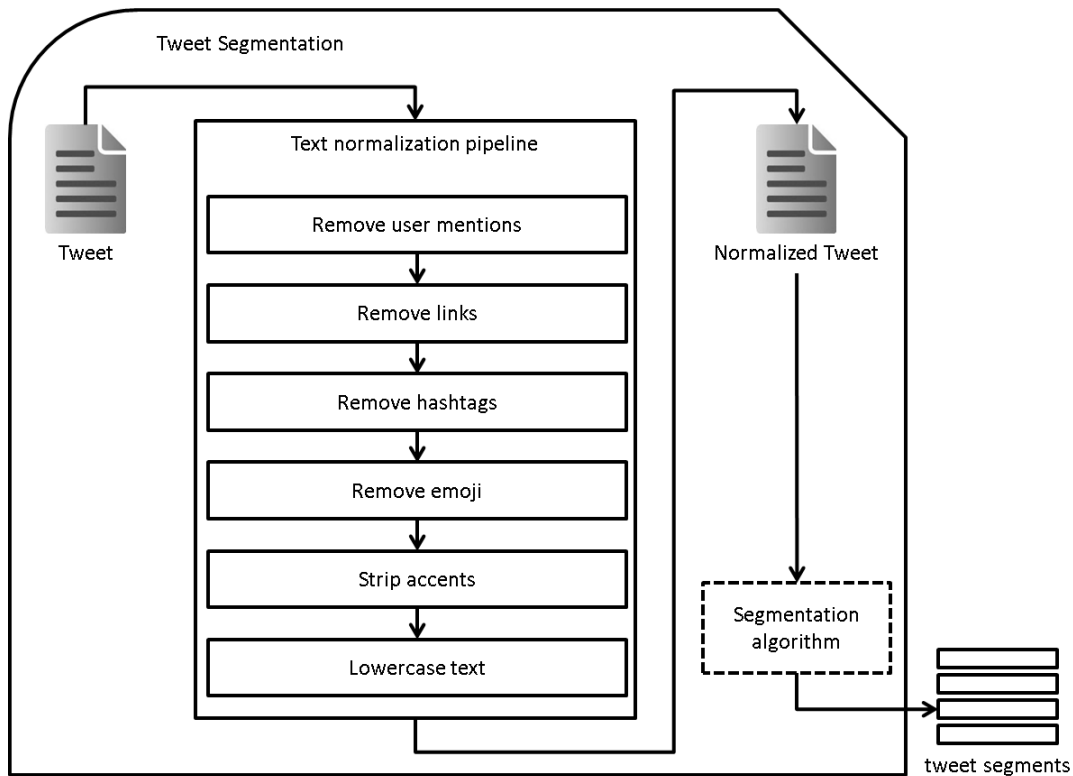 Tweet Segmentation
Tweet
Text normalization pipeline
Remove user mentions
Remove links
Remove hashtags
Remove emoji
Strip accents
Lowercase text
Normalized Tweet
Segmentation
algorithm
tweet segments